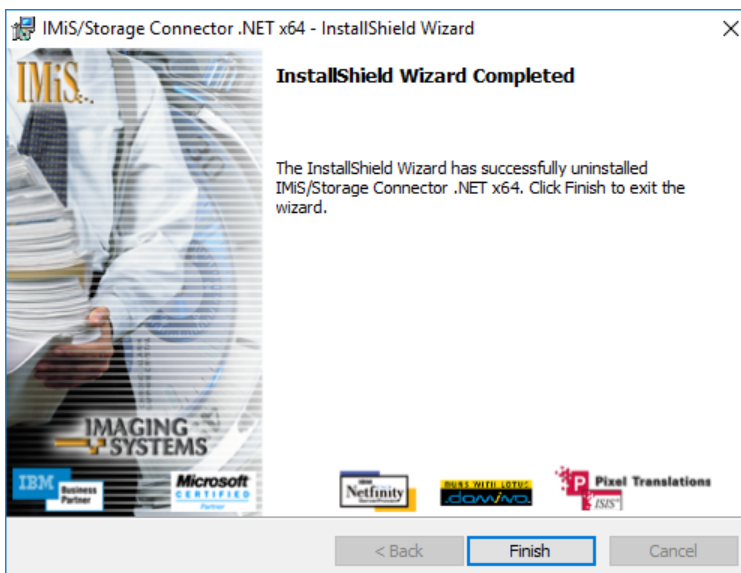 IMiS/Storage Connector .NET x64 - InstallShield Wizard
IMiS
InstallShield Wizard Completed
The InstallShield Wizard has successfully uninstalled
IMiS/Storage Connector .NET x64. Click Finish to exit the
wizard.
IMAGING
SYSTEMS
IBM
Business
Partner
Microsoft
CERTIFIED
Partner
IBM
Netfinity
RUNS WITH LOTUS
domino
P
Pixel Translations
ISIS
< Back
Finish
Cancel